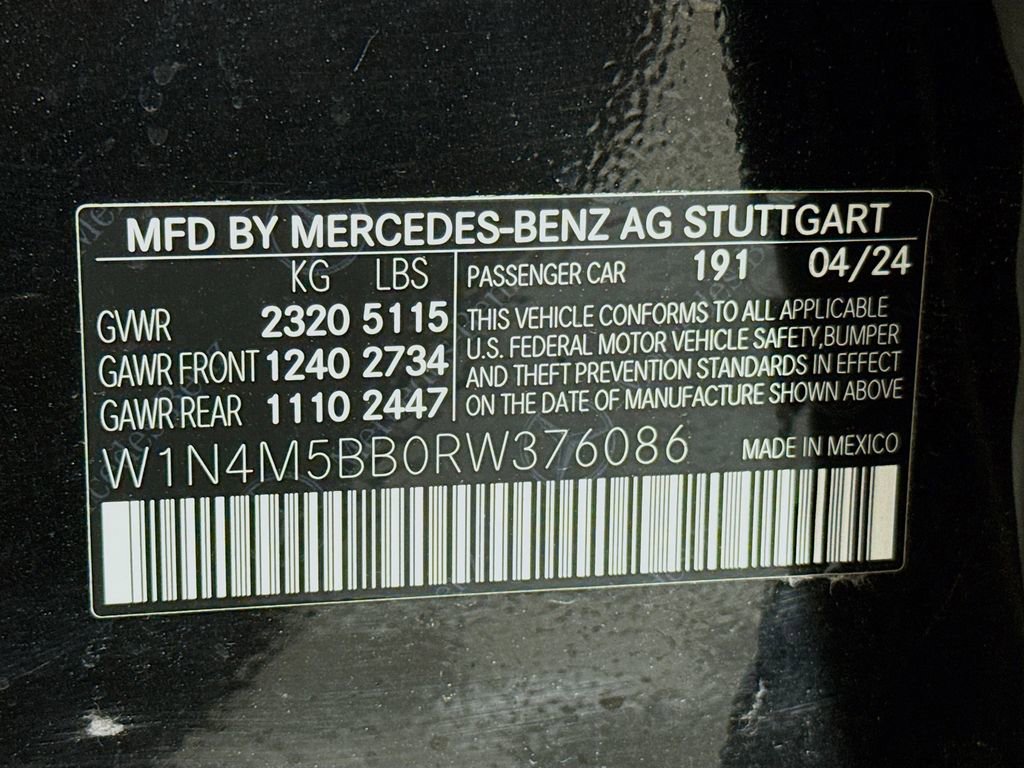 MFD BY MERCEDES-BENZ AG STUTTGART
KG LBS
GVWR 2320 5115
GAWR FRONT 1240 2734
GAWR REAR 1110 2447
PASSENGER CAR 191 04/24
THIS VEHICLE CONFORMS TO ALL APPLICABLE
U.S. FEDERAL MOTOR VEHICLE SAFETY,BUMPER
AND THEFT PREVENTION STANDARDS IN EFFECT
ON THE DATE OF MANUFACTURE SHOWN ABOVE
W1N4M5BB0RW376086 MADE IN MEXICO